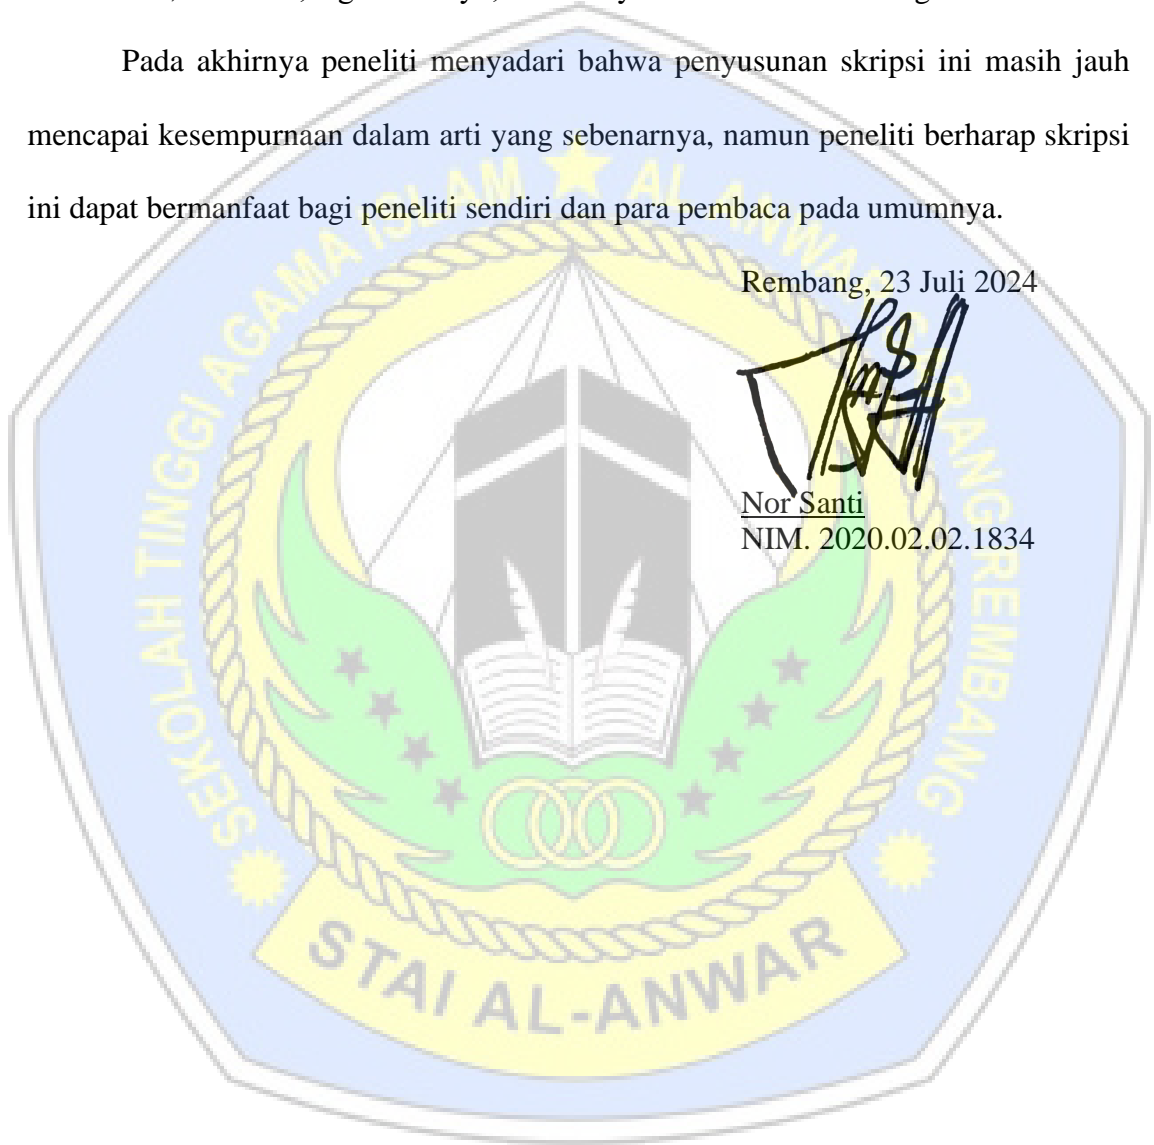 Pada akhirnya peneliti menyadari bahwa penyusunan skripsi ini masih jauh
mencapai kesempurnaan dalam arti yang sebenarnya, namun peneliti berharap skripsi
ini dapat bermanfaat bagi peneliti sendiri dan para pembaca pada umumnya.
Rembang, 23 Juli 2024
Nor Santi
NIM. 2020.02.02.1834
SEKOLAH TINGGI AGAMA ISLAM AL ANWAR SARANG REMBANG
STAI AL-ANWAR